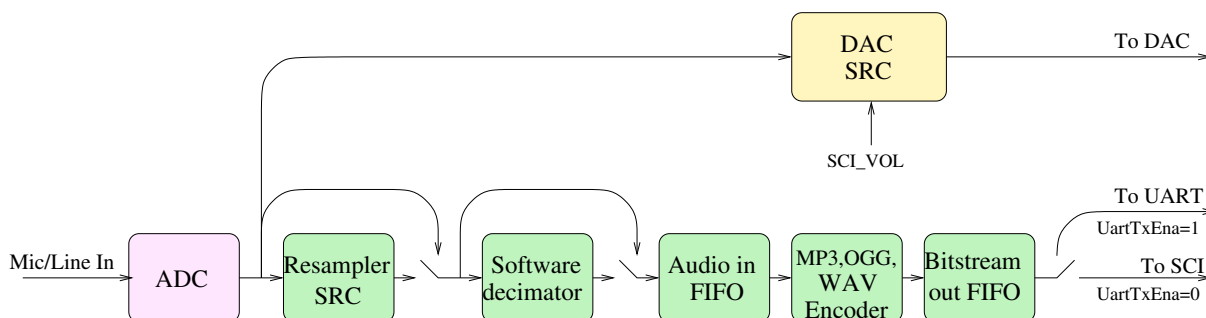 DAC
SRC
To DAC
SCI_VOL
To UART
UartTxEna=1
Mic/Line In
ADC
Resampler
SRC
Software
decimator
Audio in
FIFO
MP3,OGG,
WAV
Encoder
Bitstream
out FIFO
To SCI
UartTxEna=0